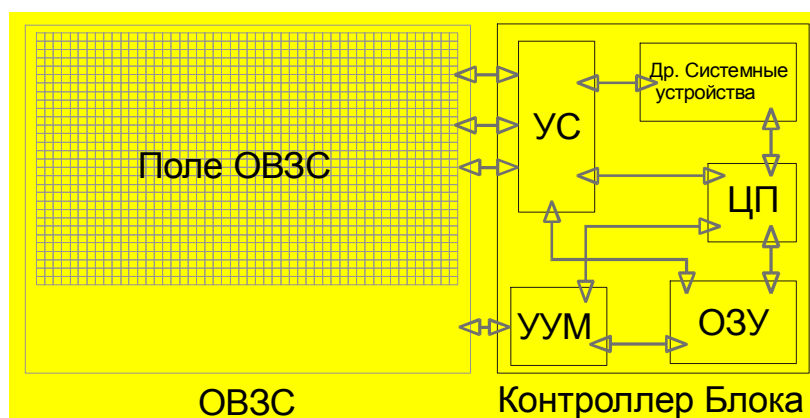 Др. Системные
устройства
УС
Поле ОВЗС
ЦП
УУМ
ОЗУ
ОВЗС
Контроллер Блока